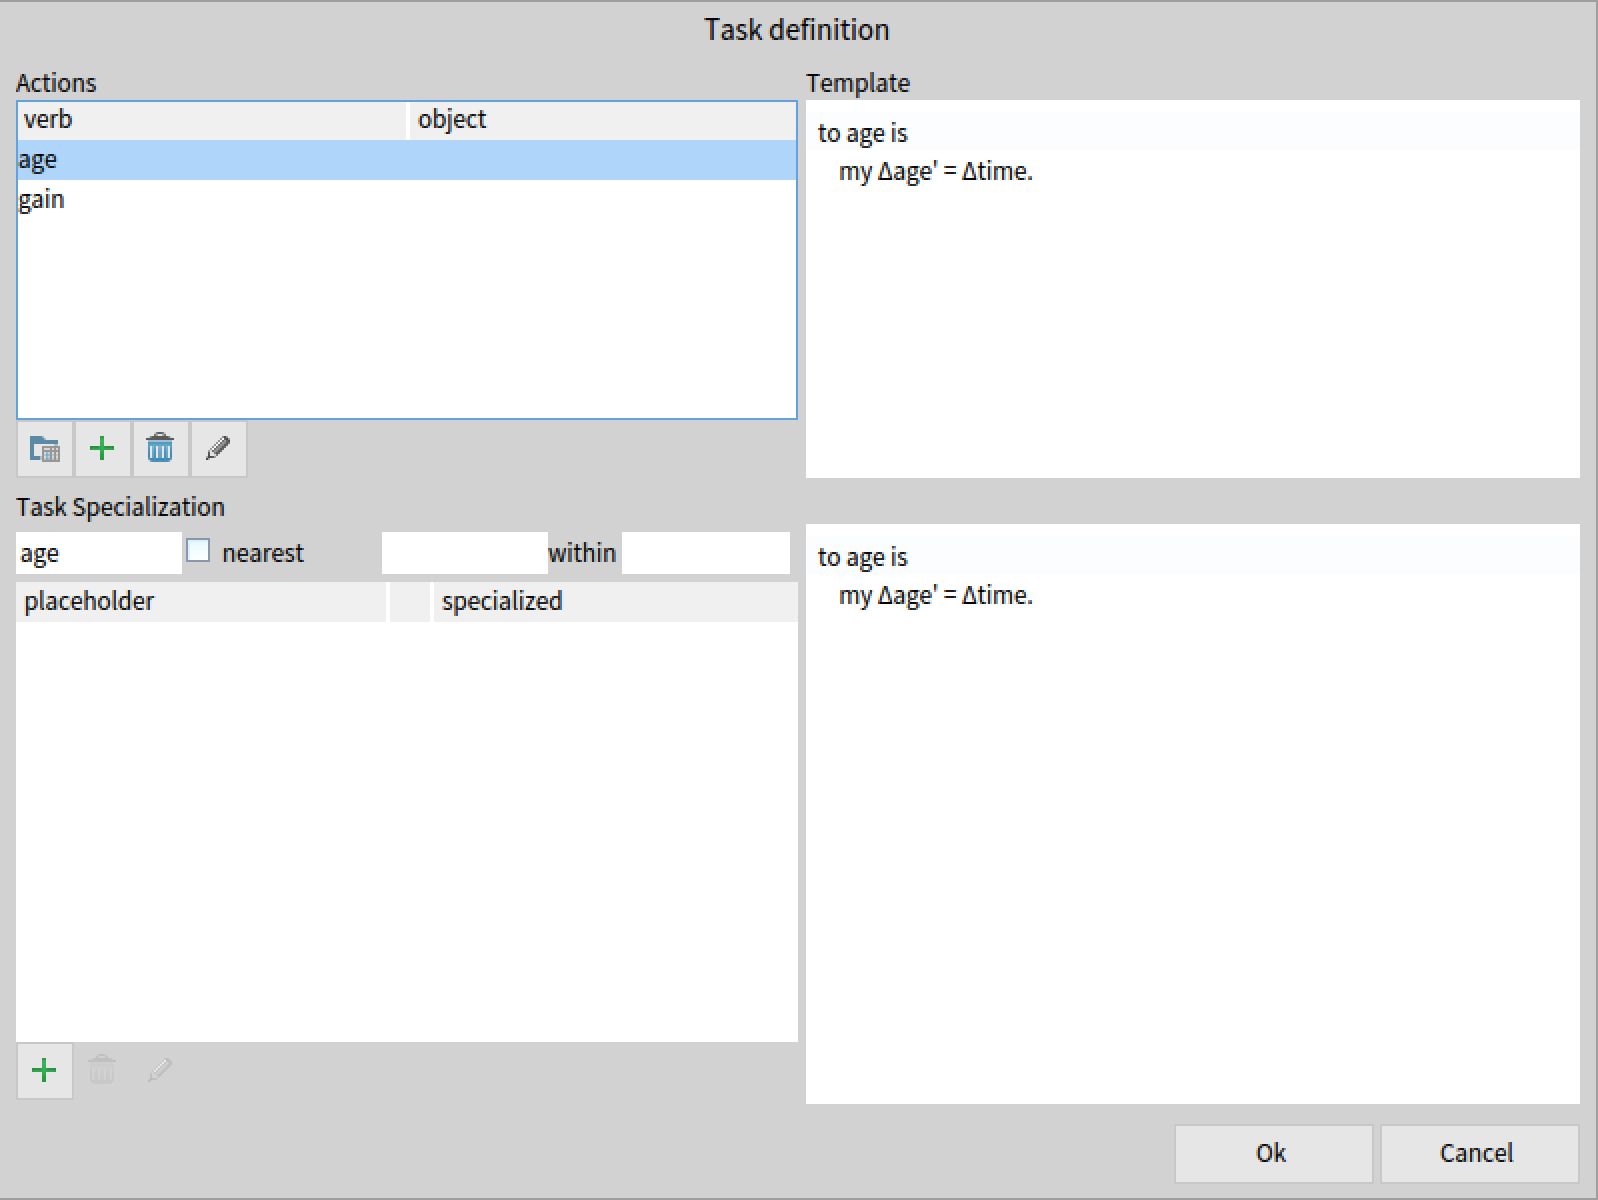 Task definition
Actions
verb object
age
gain
Template
to age is
my Δage' = Δtime.
Task Specialization
age nearest within
placeholder specialized
to age is
my Δage' = Δtime.
Ok Cancel